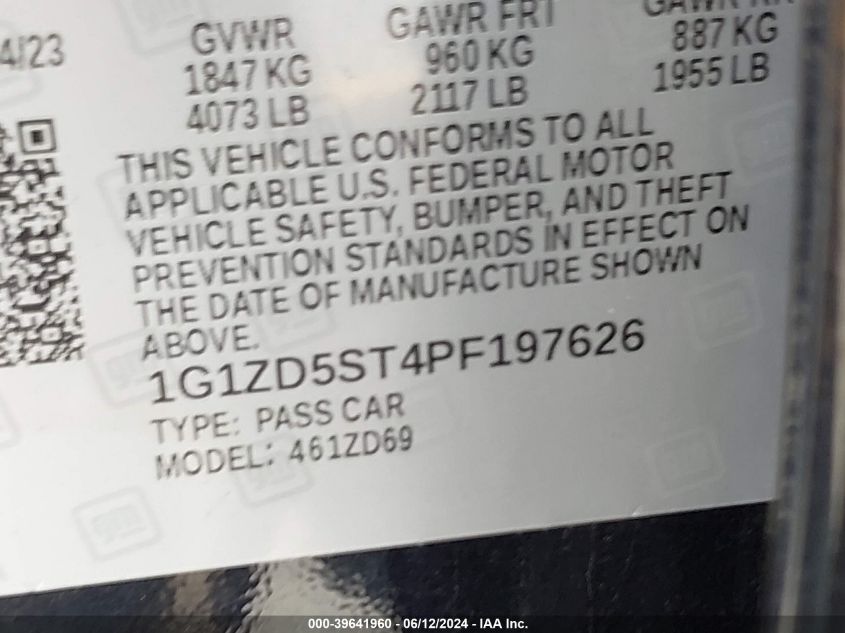 4/23 GVWR GAWR FRT GAWR RR
1847 KG 960 KG 887 KG
4073 LB 2117 LB 1955 LB
THIS VEHICLE CONFORMS TO ALL
APPLICABLE U.S. FEDERAL MOTOR
VEHICLE SAFETY, BUMPER, AND THEFT
PREVENTION STANDARDS IN EFFECT ON
THE DATE OF MANUFACTURE SHOWN
ABOVE.
1G1ZD5ST4PF197626
TYPE: PASS CAR
MODEL: 461ZD69
000-39641960 - 06/12/2024 - IAA Inc.